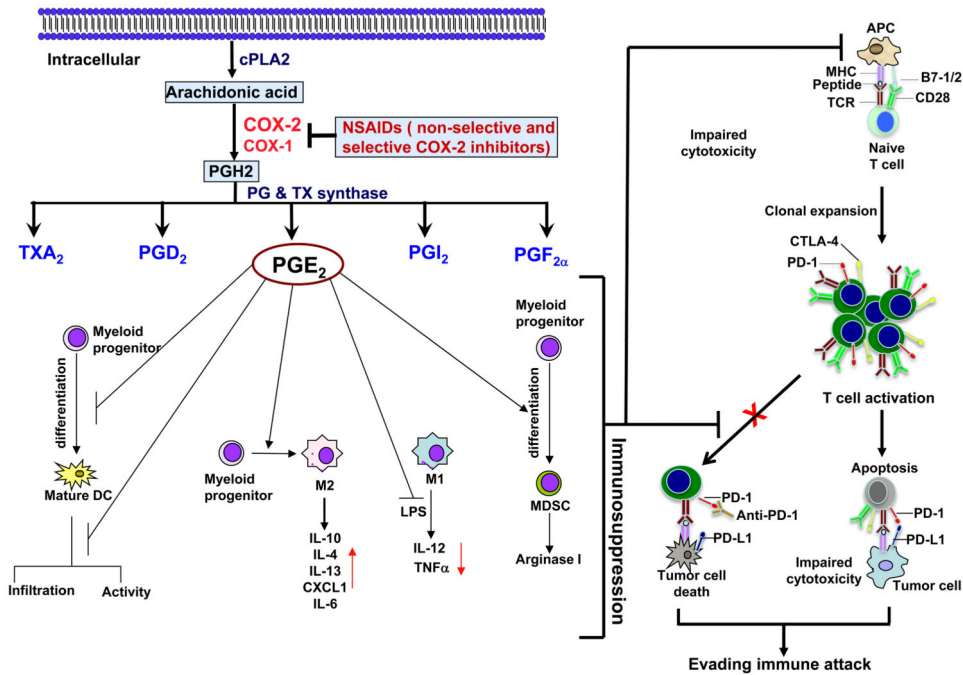 Intracellular
cPLA2
Arachidonic acid
COX-2
COX-1
NSAIDs ( non-selective and
selective COX-2 inhibitors)
PGH2
PG & TX synthase
TXA2
PGD2
PGE2
PGI2
PGF2α
Myeloid
progenitor
differentiation
Mature DC
Infiltration
Activity
Myeloid
progenitor
M2
IL-10
IL-4
IL-13
CXCL1
IL-6
M1
LPS
IL-12
TNFα
Myeloid
progenitor
differentiation
MDSC
Arginase I
Immunosuppression
Impaired
cytotoxicity
APC
MHC
Peptide
TCR
B7-1/2
CD28
Naive
T cell
Clonal expansion
CTLA-4
PD-1
T cell activation
PD-1
Anti-PD-1
PD-L1
Tumor cell
death
Apoptosis
PD-1
PD-L1
Impaired
cytotoxicity
Tumor cell
Evading immune attack